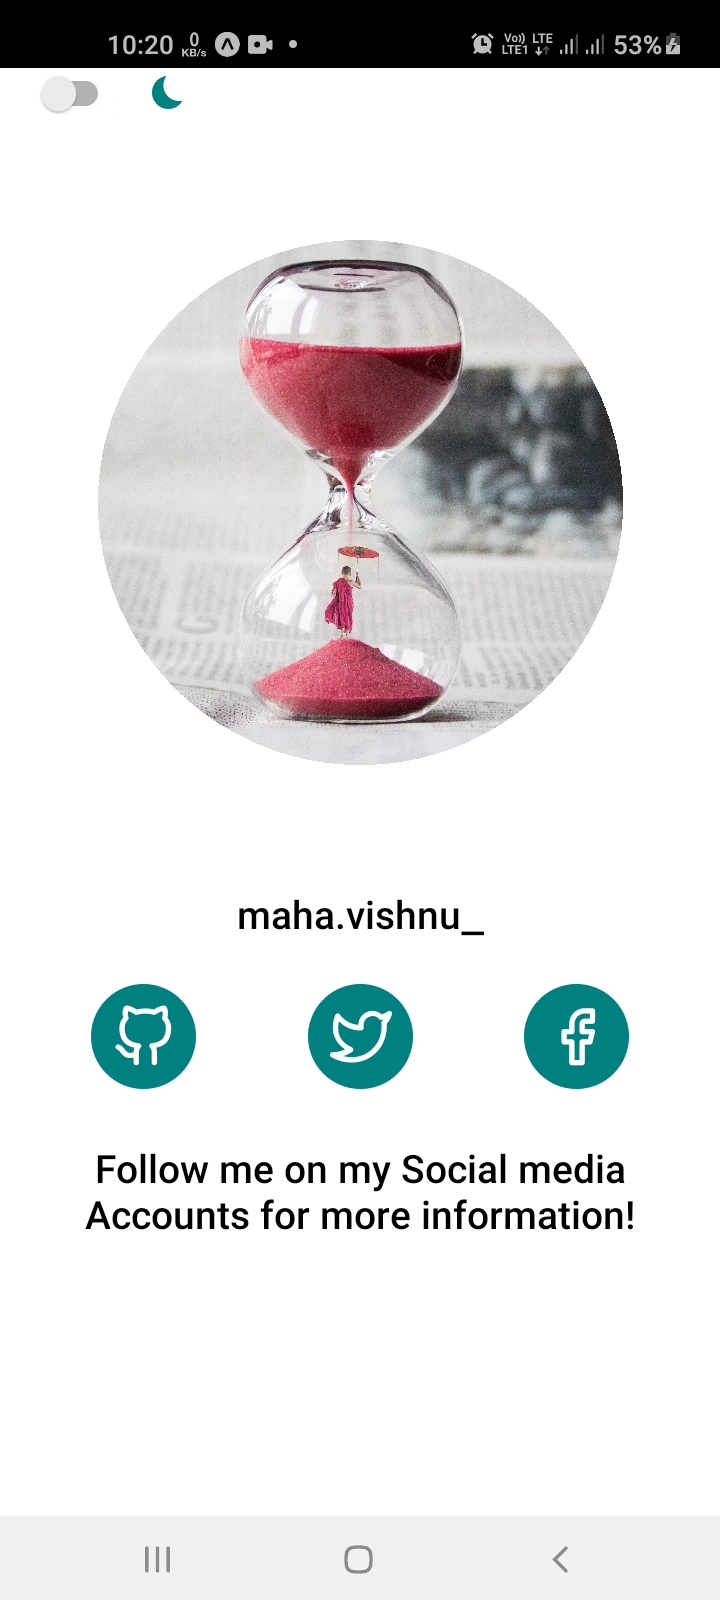 10:20 0 KB/s Vo) LTE LTE1 53%
maha.vishnu_
Follow me on my Social media
Accounts for more information!